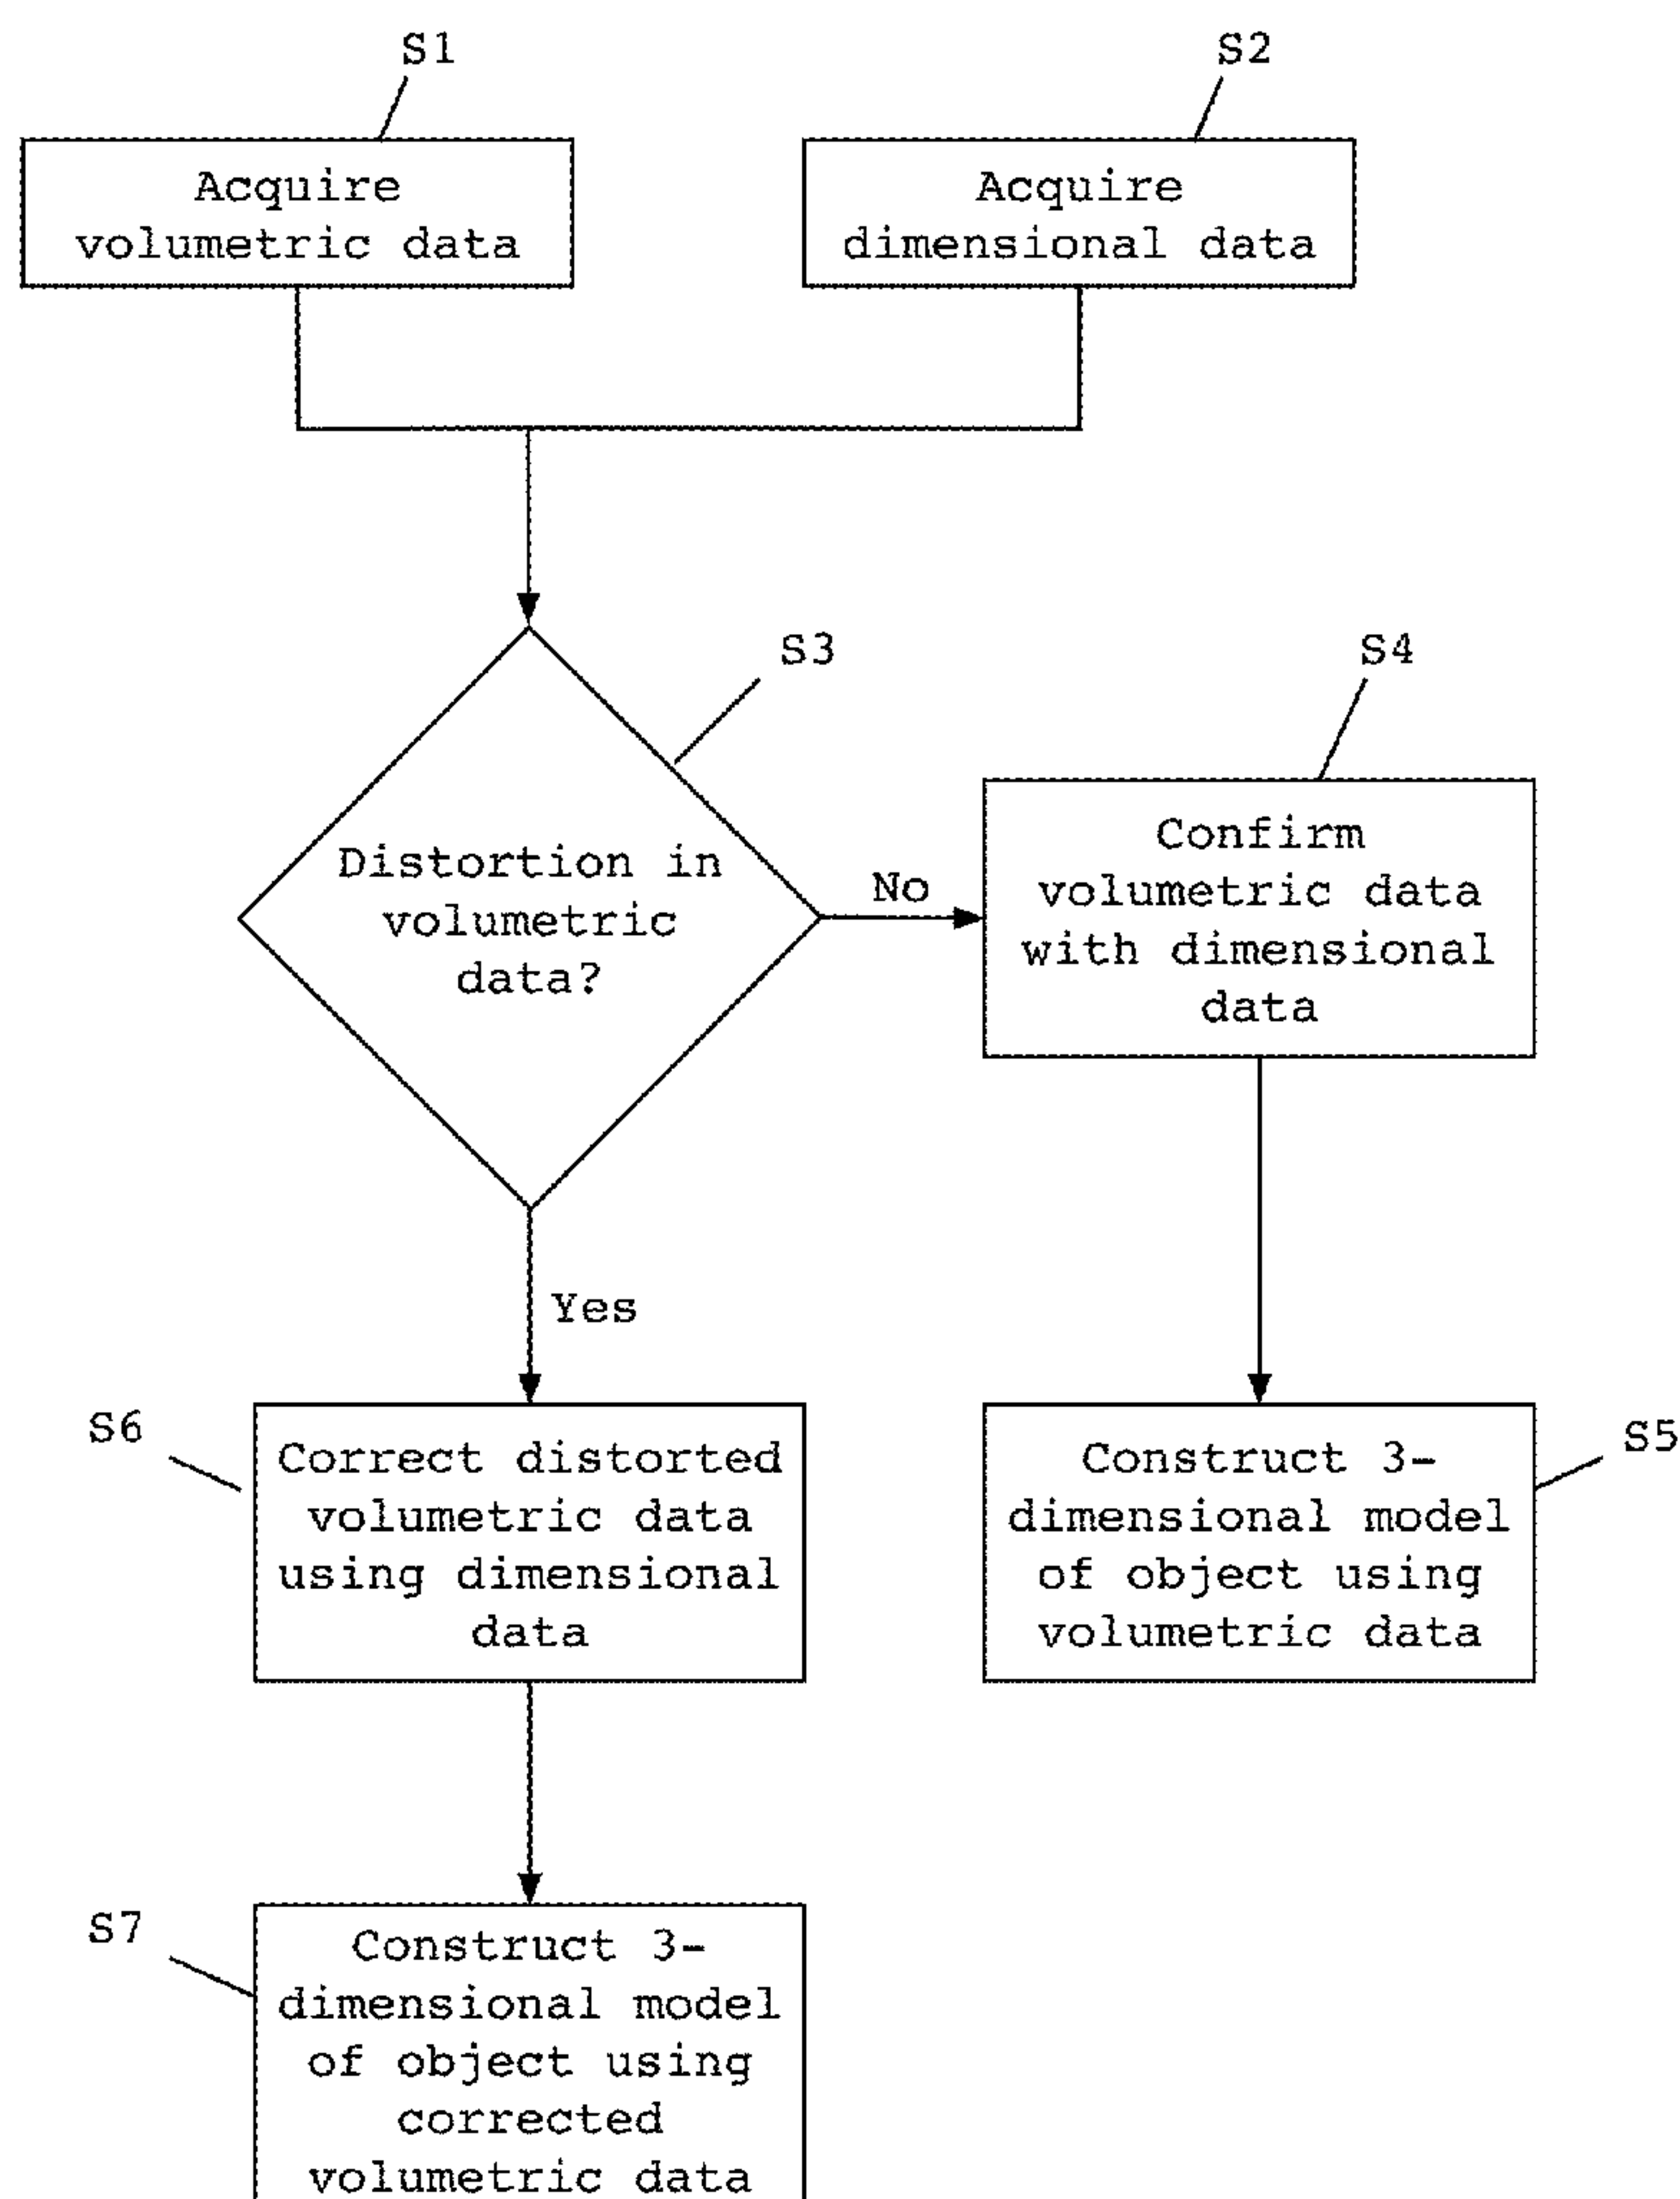 S1
S2
Acquire
volumetric data
Acquire
dimensional data
S3
S4
Distortion in
volumetric
data?
No
Confirm
volumetric data
with dimensional
data
Yes
S6
Correct distorted
volumetric data
using dimensional
data
Construct 3-
dimensional model
of object using
volumetric data
S5
S7
Construct 3-
dimensional model
of object using
corrected
volumetric data